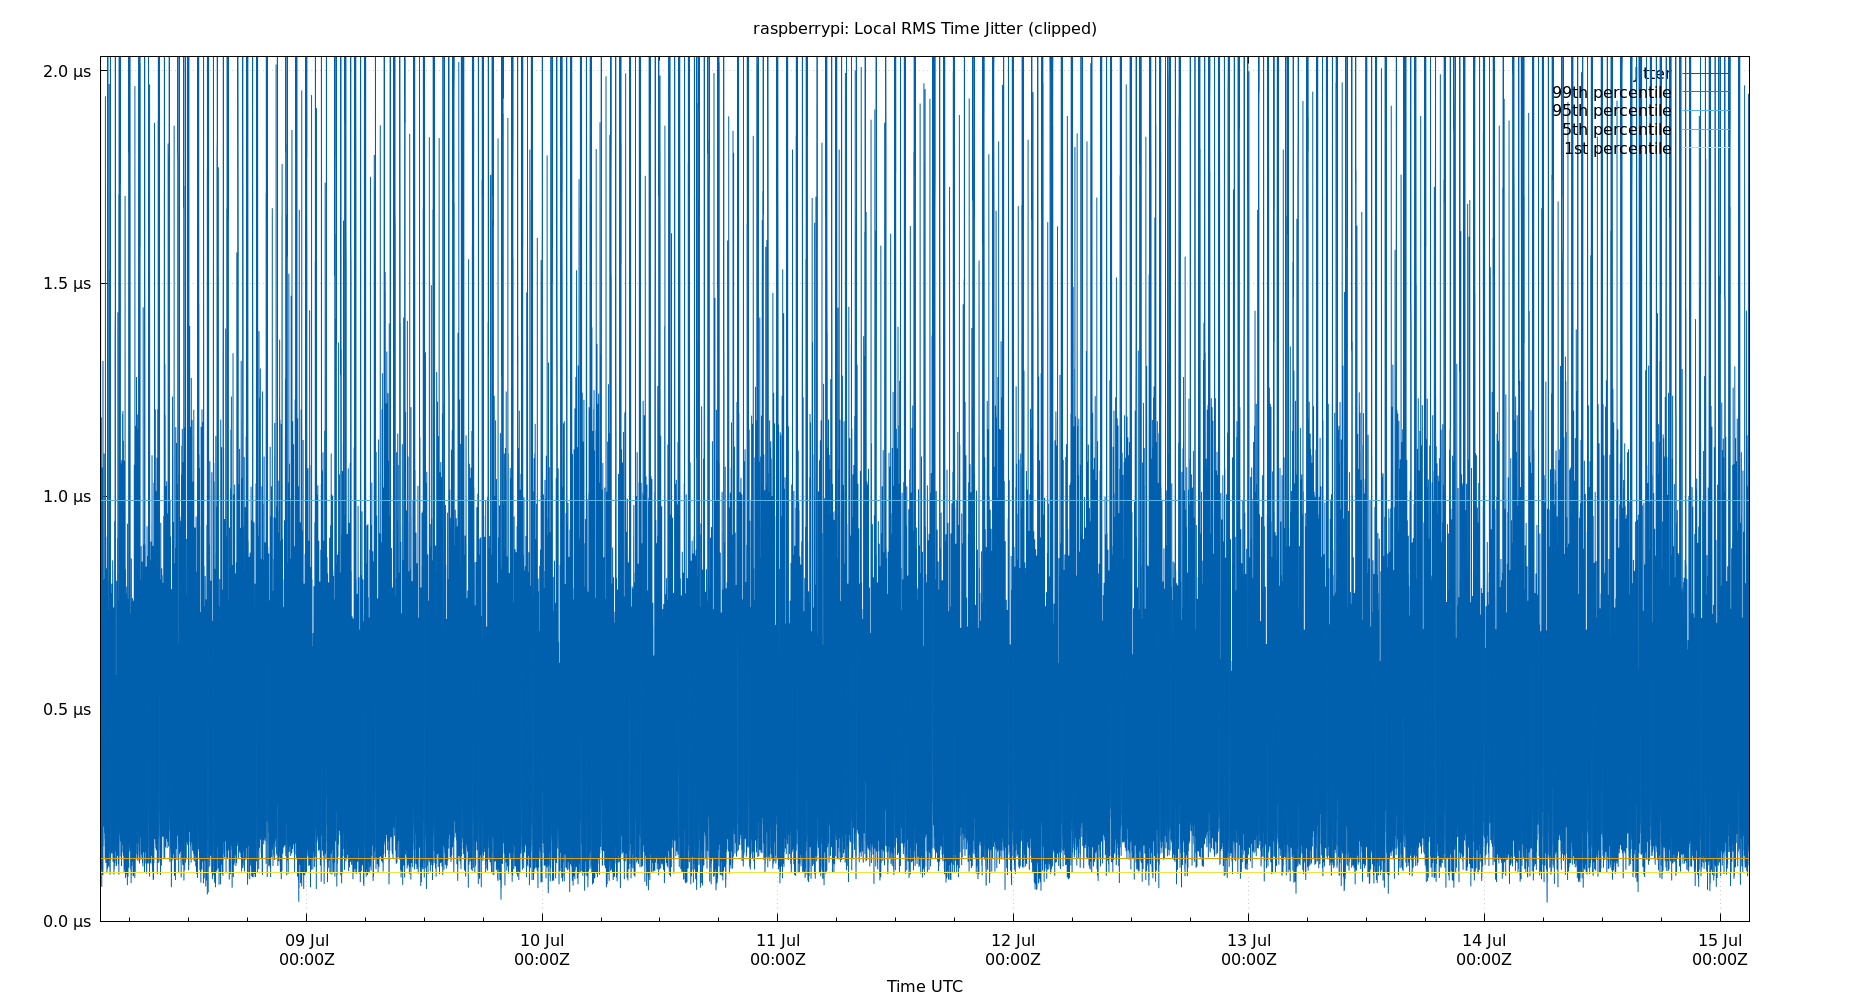 raspberrypi: Local RMS Time Jitter (clipped)
2.0 µs
1.5 µs
1.0 µs
0.5 µs
0.0 µs
jitter
99th percentile
95th percentile
5th percentile
1st percentile
09 Jul 10 Jul 11 Jul 12 Jul 13 Jul 14 Jul 15 Jul
00:00Z 00:00Z 00:00Z 00:00Z 00:00Z 00:00Z 00:00Z
Time UTC